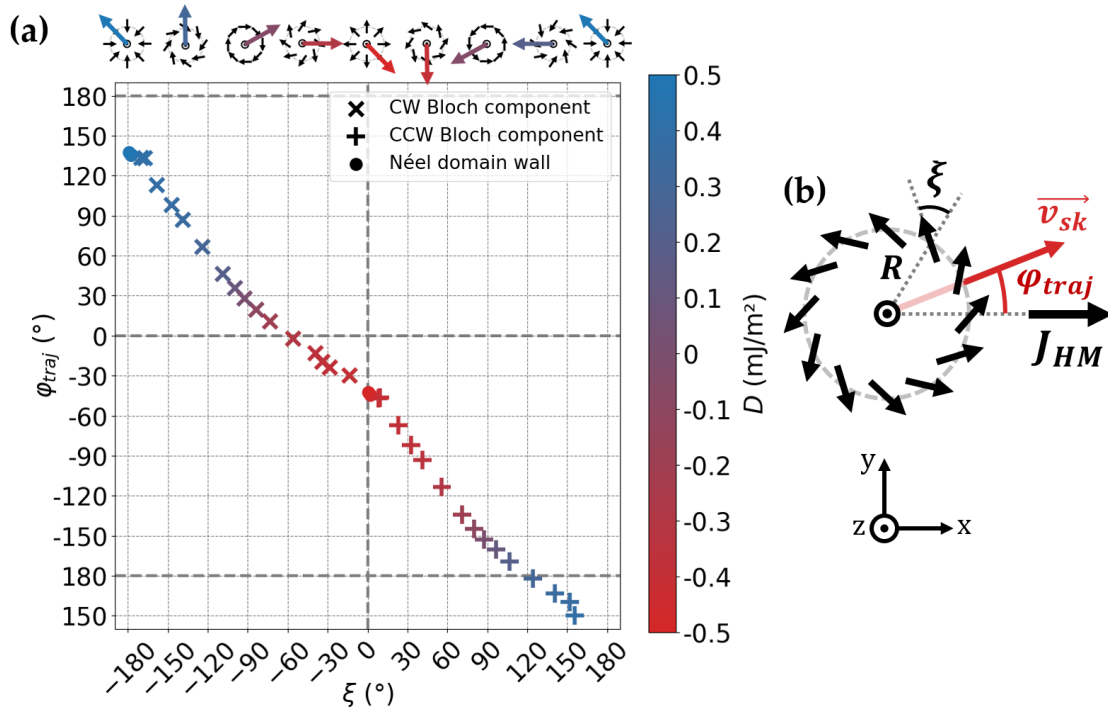 (a)
CW Bloch component
CCW Bloch component
Néel domain wall
180
150
120
90
60
30
0
-30
-60
-90
-120
-150
180
150
φtraj (°)
−180
−150
−120
−90
−60
−30
0
30
60
90
120
150
180
ξ (°)
0.5
0.4
0.3
0.2
0.1
0
-0.1
-0.2
-0.3
-0.4
-0.5
D (mJ/m²)
(b)
ξ
vsk
R
φtraj
JHM
y
z
x